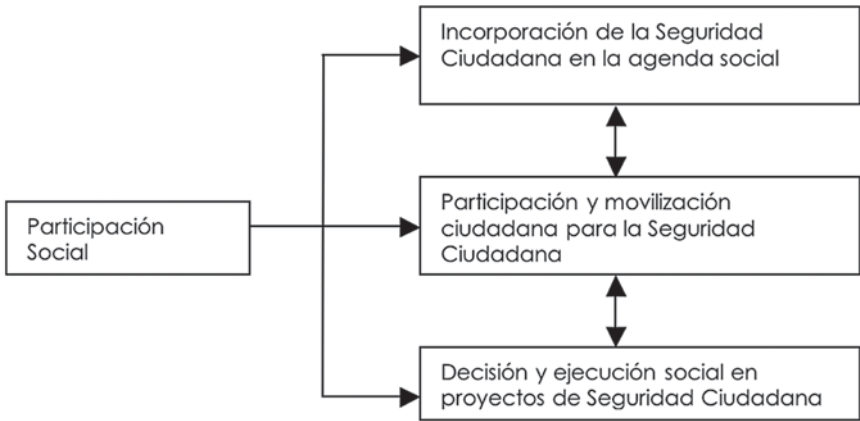 Incorporación de la Seguridad
Ciudadana en la agenda social
Participación
Social
Participación y movilización
ciudadana para la Seguridad
Ciudadana
Decisión y ejecución social en
proyectos de Seguridad Ciudadana